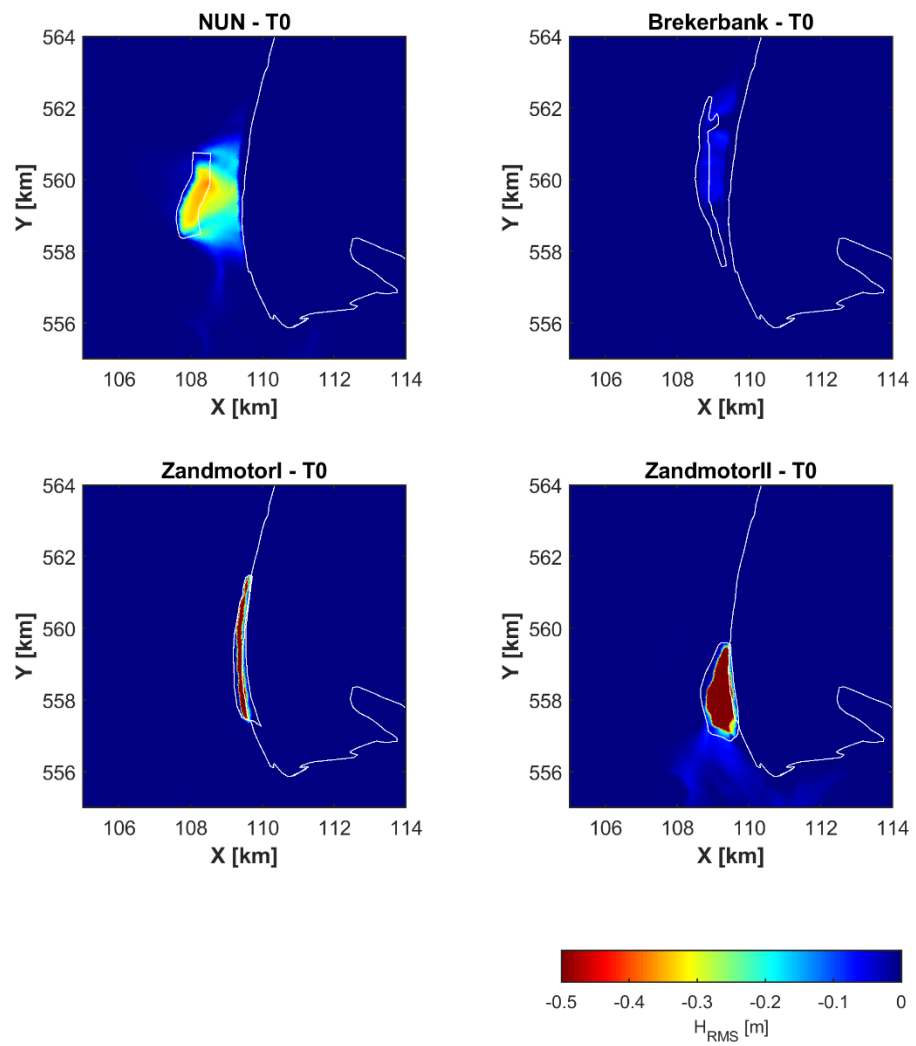 NUN - T0
564
562
560
558
556
Y [km]
106 108 110 112 114
X [km]
Brekerbank - T0
564
562
560
558
556
Y [km]
106 108 110 112 114
X [km]
ZandmotorI - T0
564
562
560
558
556
Y [km]
106 108 110 112 114
X [km]
ZandmotorII - T0
564
562
560
558
556
Y [km]
106 108 110 112 114
X [km]
-0.5 -0.4 -0.3 -0.2 -0.1 0
H_RMS [m]